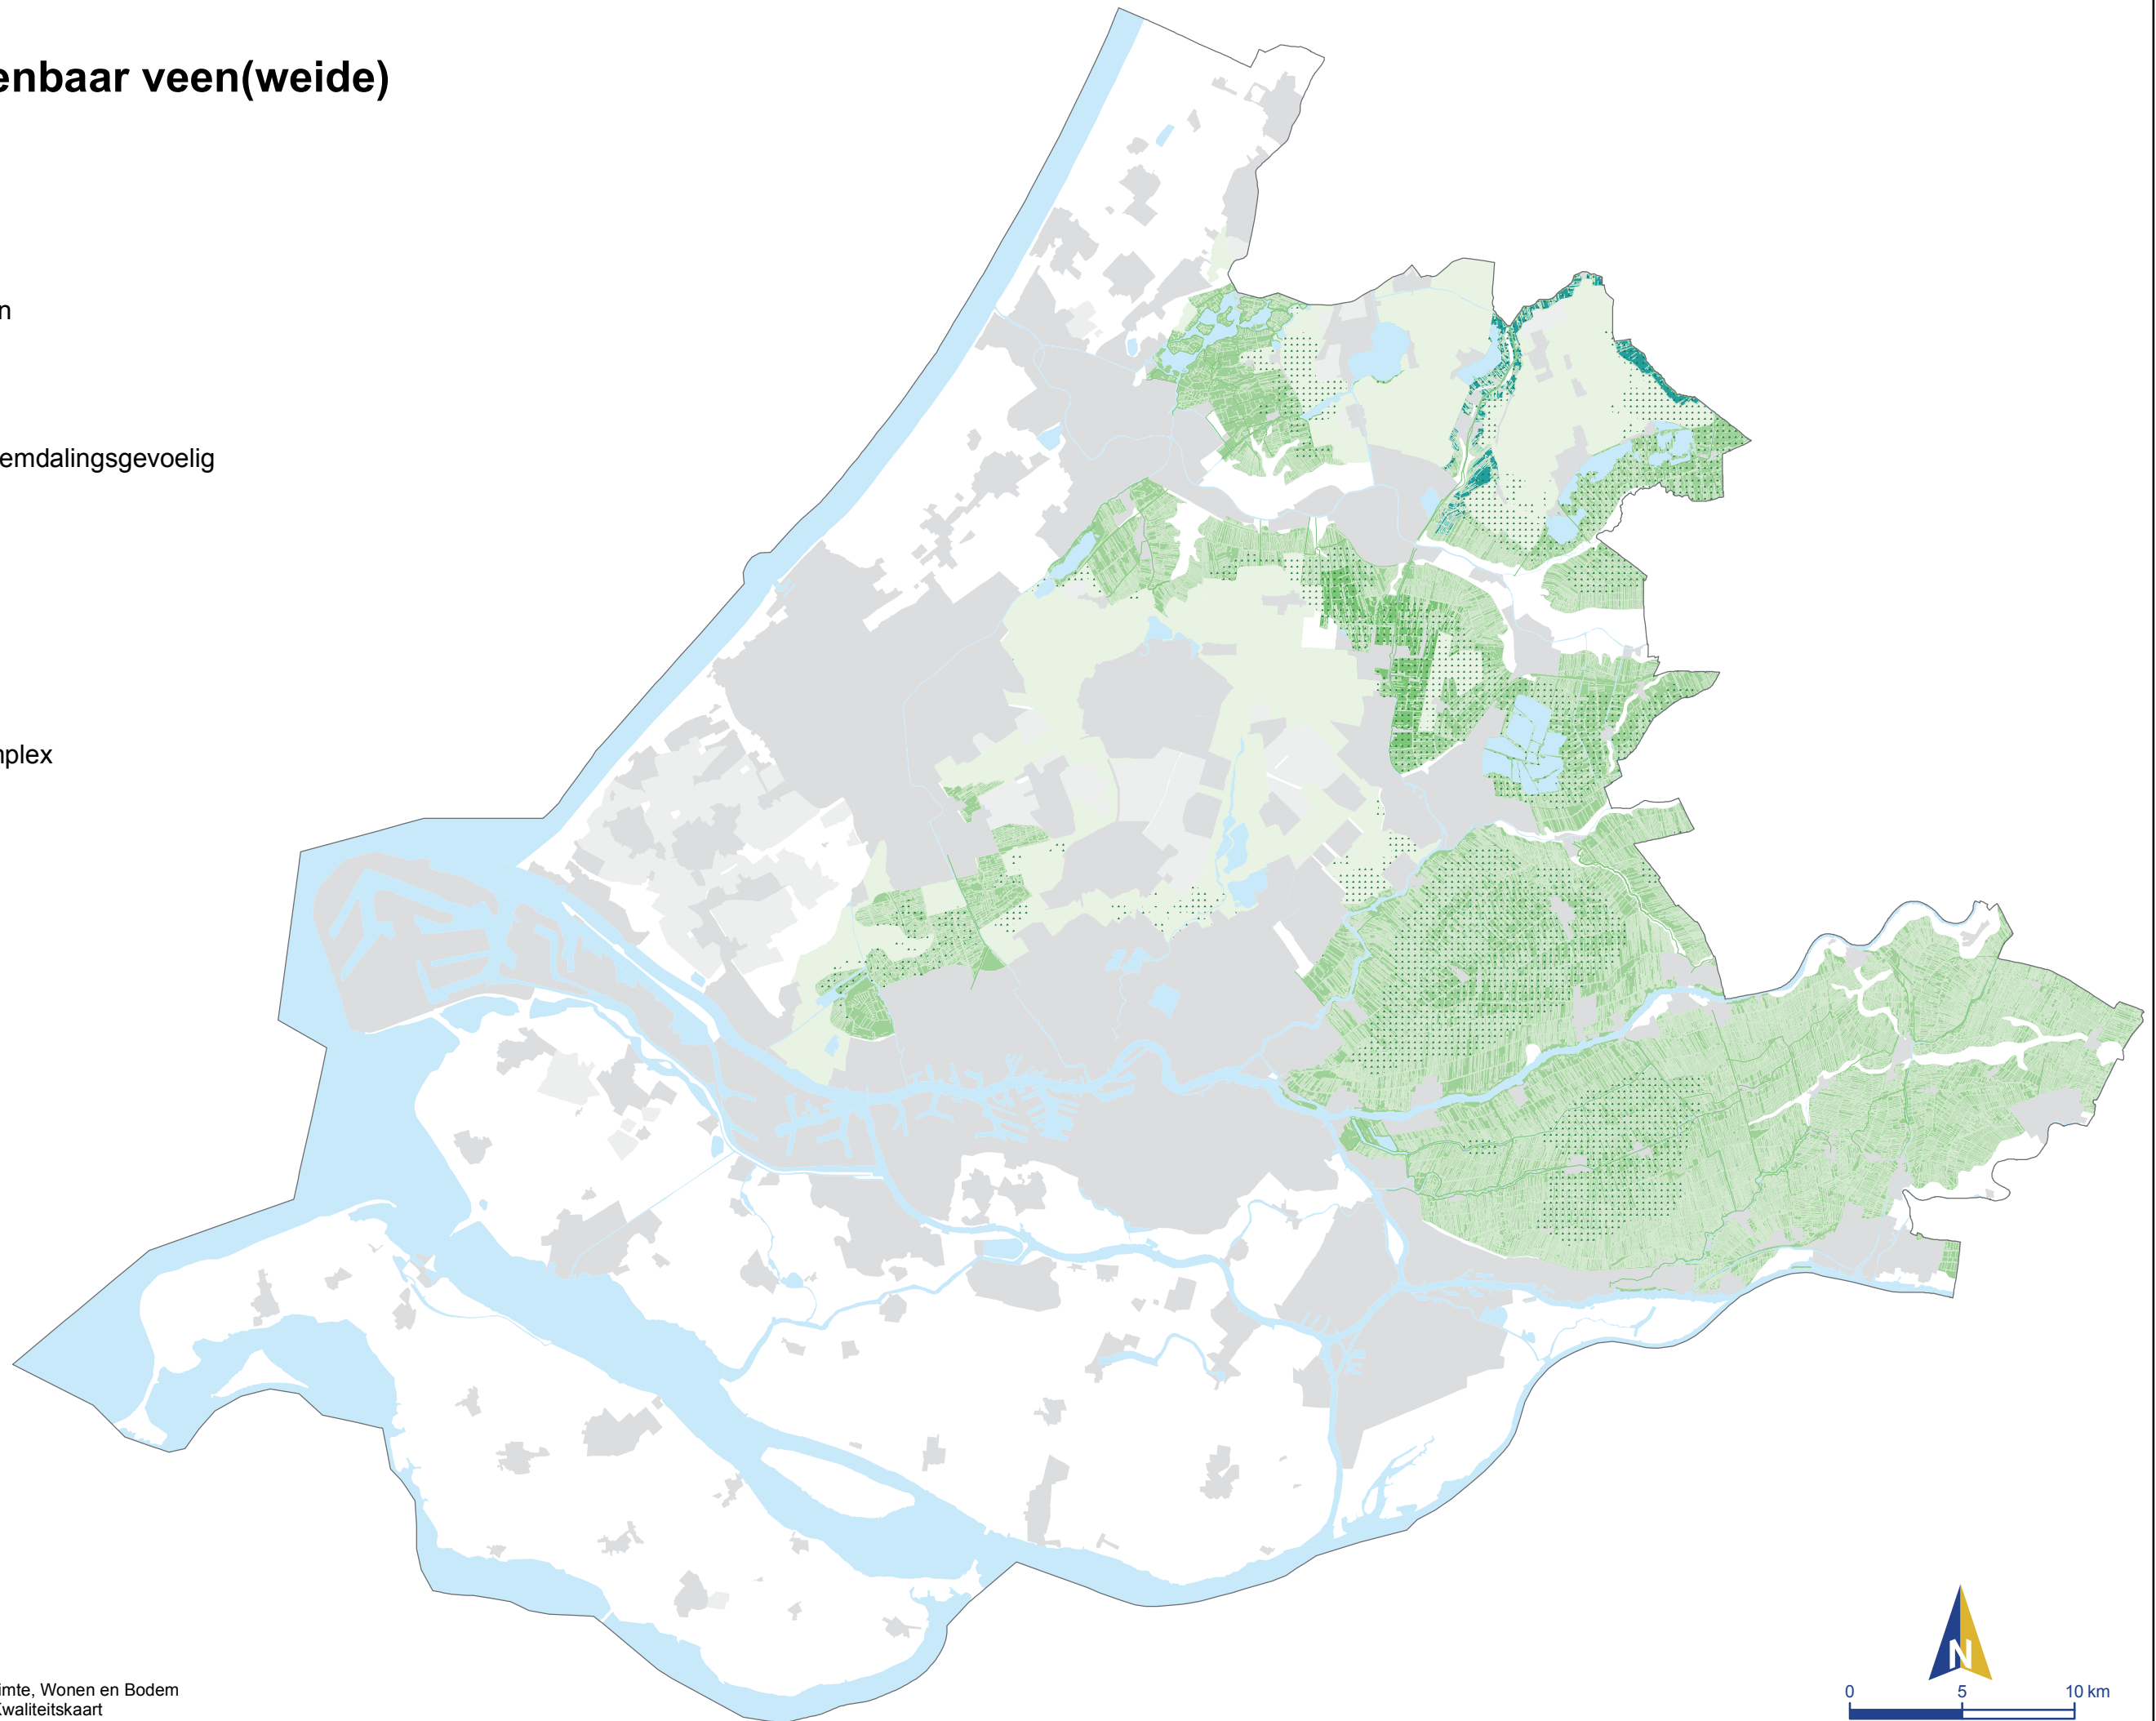 enbaar veen(weide)
n
emdalingsgevoelig
nplex
imte, Wonen en Bodem
Kwaliteitskaart
N
0 5 10 km